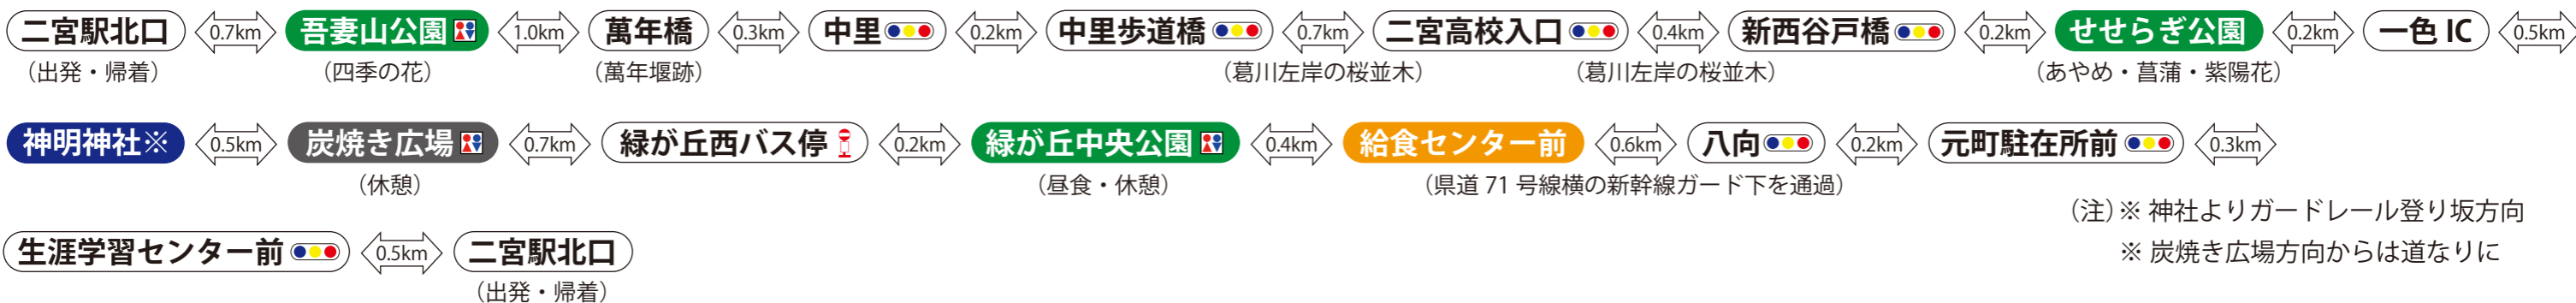 二宮駅北口 0.7km 吾妻山公園 1.0km 萬年橋 0.3km 中里 0.2km 中里歩道橋 0.7km 二宮高校入口 0.4km 新西谷戸橋 0.2km せせらぎ公園 0.2km 一色 IC 0.5km
（出発・帰着） （四季の花） （萬年堰跡） （葛川左岸の桜並木） （葛川左岸の桜並木） （あやめ・菖蒲・紫陽花）
神明神社※ 0.5km 炭焼き広場 0.7km 緑が丘西バス停 0.2km 緑が丘中央公園 0.4km 給食センター前 0.6km 八向 0.2km 元町駐在所前 0.3km
（休憩） （昼食・休憩） （県道 71 号線横の新幹線ガード下を通過）
（注）※ 神社よりガードレール登り坂方向
※ 炭焼き広場方向からは道なりに
生涯学習センター前 0.5km 二宮駅北口
（出発・帰着）